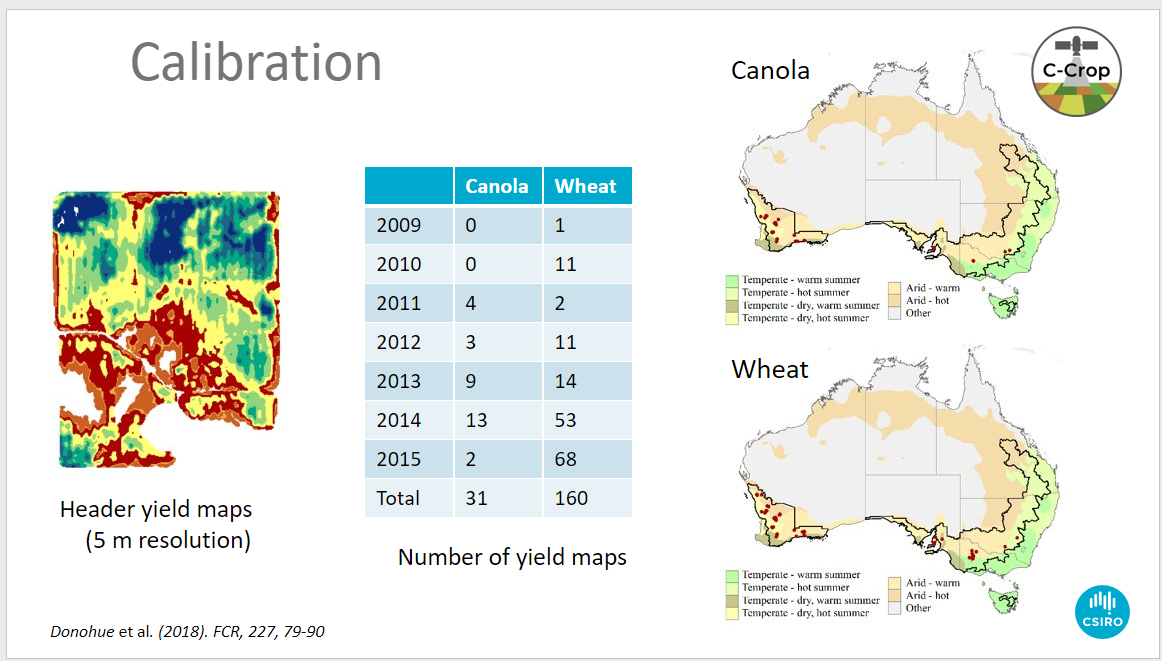 Calibration
Canola
C-Crop
Canola Wheat
2009 0 1
2010 0 11
2011 4 2
2012 3 11
2013 9 14
2014 13 53
2015 2 68
Total 31 160
Number of yield maps
Header yield maps
(5 m resolution)
Donohue et al. (2018). FCR, 227, 79-90
Temperate - warm summer
Temperate - hot summer
Temperate - dry, warm summer
Temperate - dry, hot summer
Arid - warm
Arid - hot
Other
Wheat
Temperate - warm summer
Temperate - hot summer
Temperate - dry, warm summer
Temperate - dry, hot summer
Arid - warm
Arid - hot
Other
CSIRO